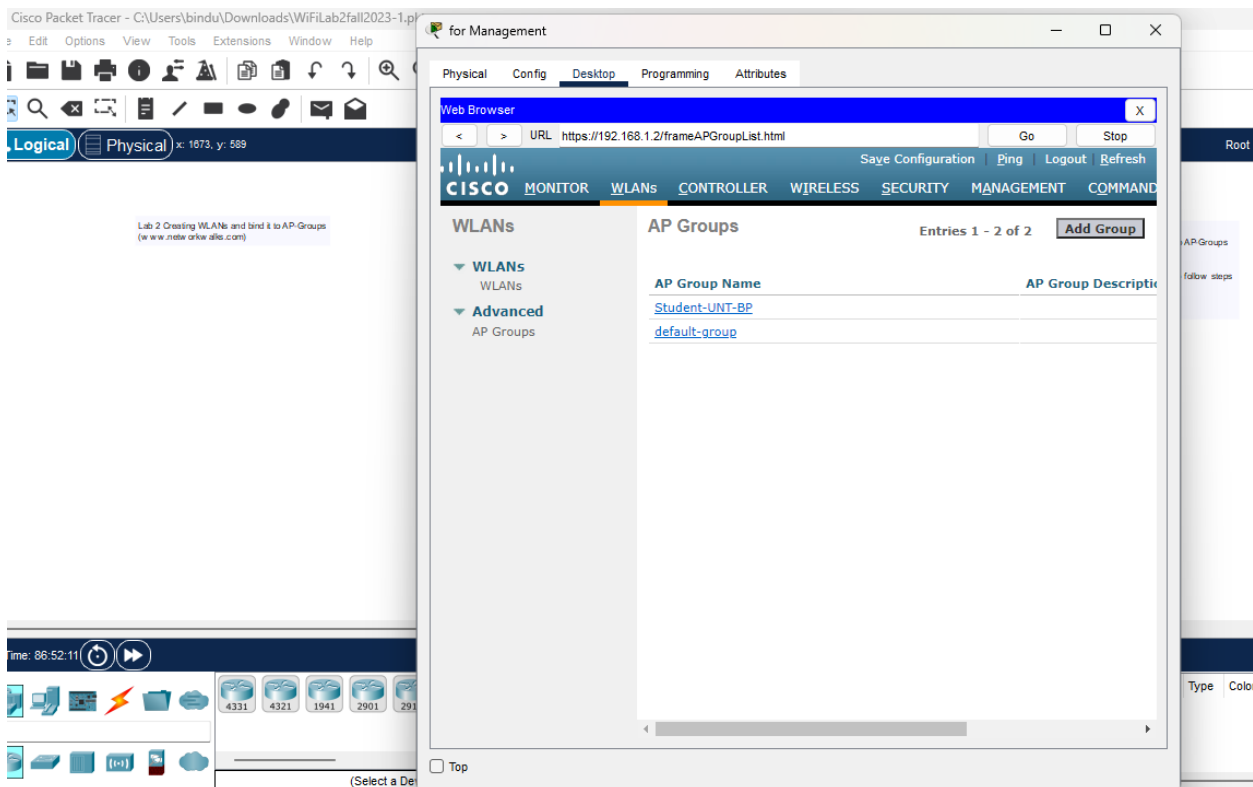 Cisco Packet Tracer - C:\Users\bindu\Downloads\WiFiLab2fall2023-1.pk
Edit Options View Tools Extensions Window Help
Logical Physical x: 1673, y: 589
Root
Lab 2 Creating WLANs and bind it to AP-Groups
(www.networkwalks.com)
AP-Groups
follow steps
for Management
Physical Config Desktop Programming Attributes
Web Browser X
< > URL https://192.168.1.2/frameAPGroupList.html Go Stop
Save Configuration Ping Logout Refresh
CISCO MONITOR WLANs CONTROLLER WIRELESS SECURITY MANAGEMENT COMMAND
WLANs
WLANs
WLANs
Advanced
AP Groups
AP Groups Entries 1 - 2 of 2 Add Group
AP Group Name AP Group Descriptio
Student-UNT-BP
default-group
Top
Time: 86:52:11
4331 4321 1941 2901 291
(Select a De
Type Color